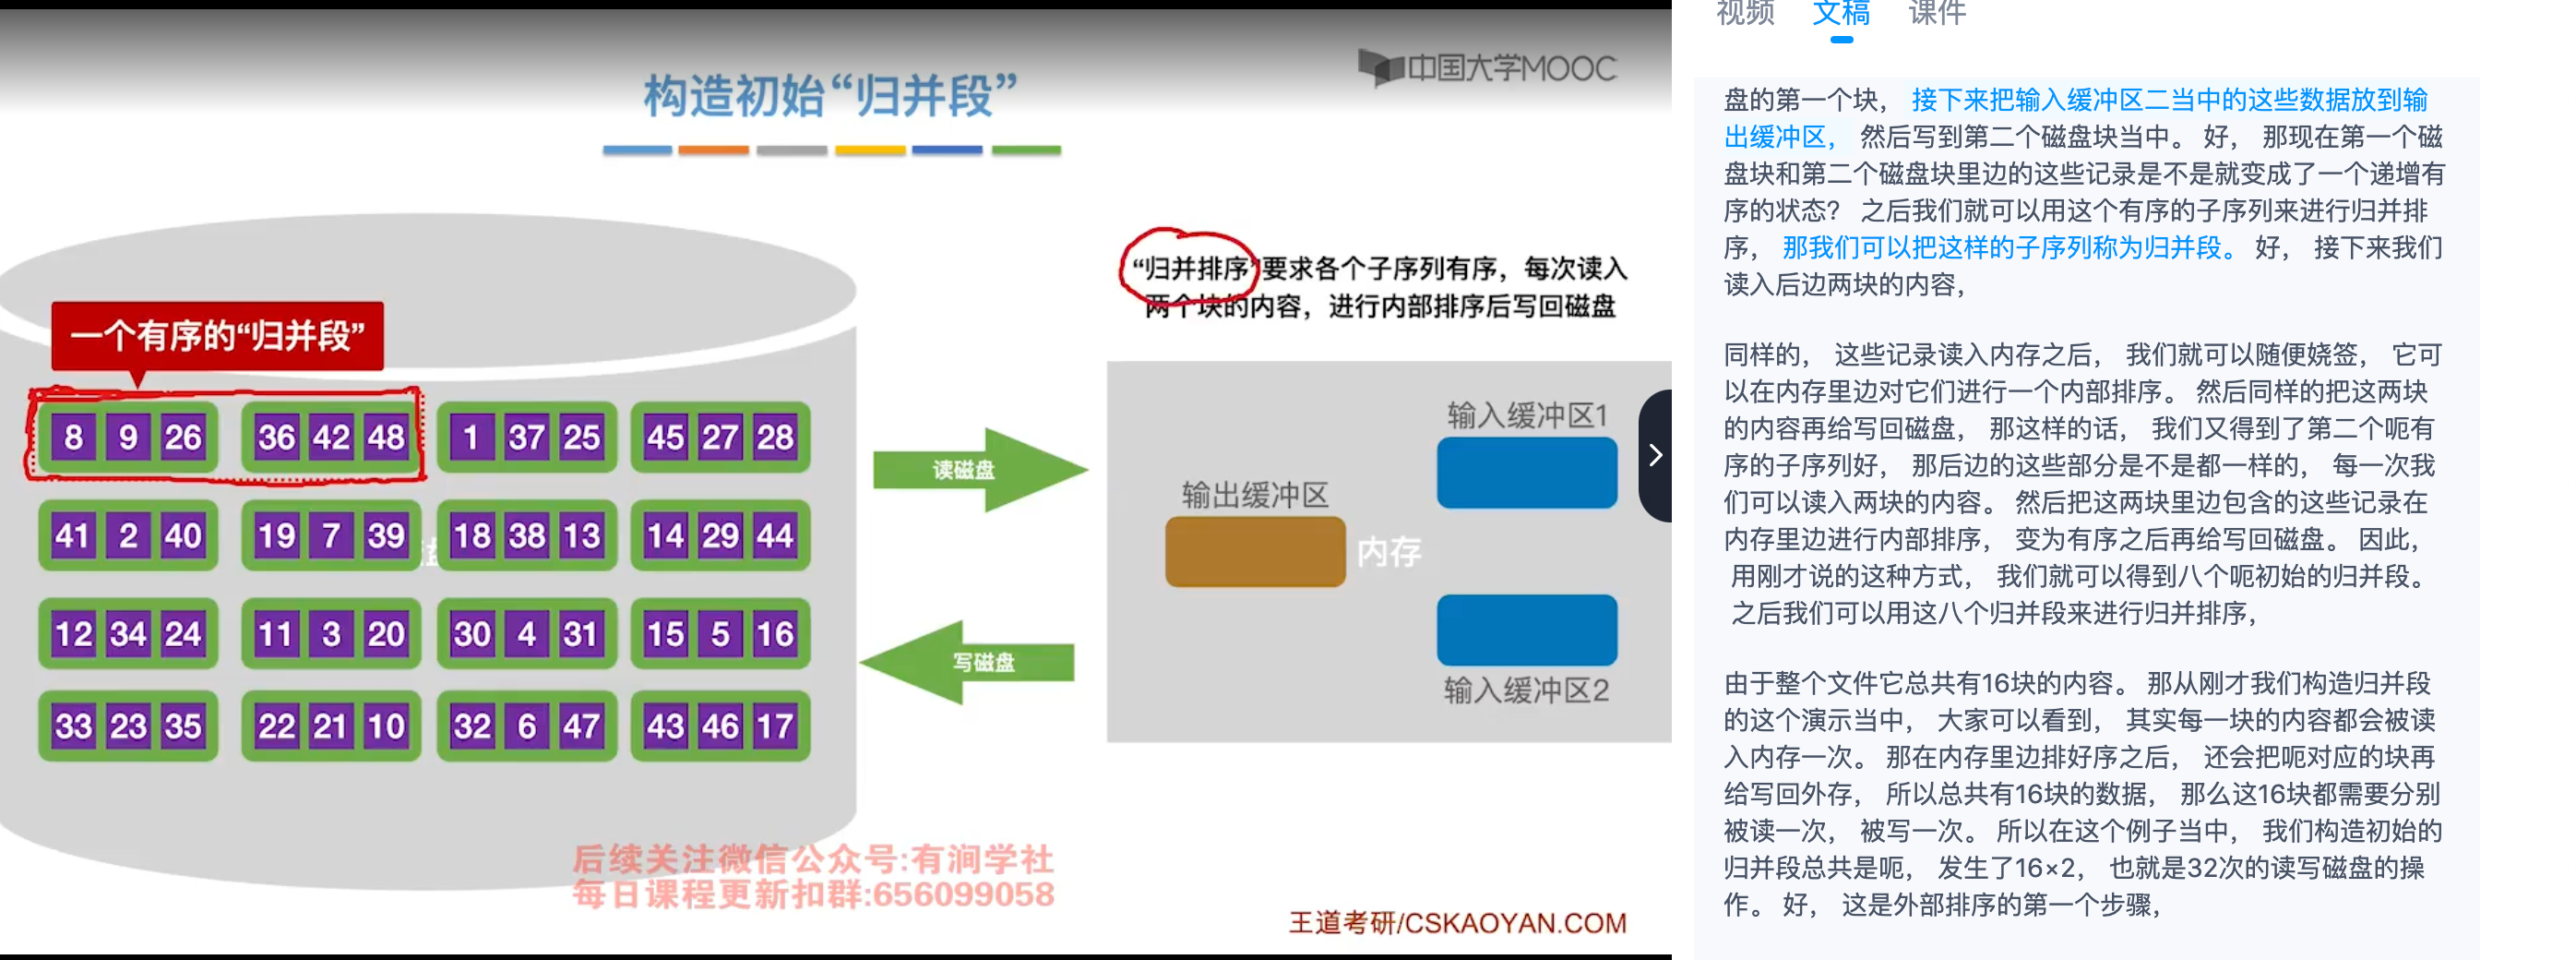 中国大学MOOC
构造初始“归并段”
“归并排序”要求各个子序列有序，每次读入
两个块的内容，进行内部排序后写回磁盘
一个有序的“归并段”
8 9 26 36 42 48 1 37 25 45 27 28
41 2 40 19 7 39 18 38 13 14 29 44
12 34 24 11 3 20 30 4 31 15 5 16
33 23 35 22 21 10 32 6 47 43 46 17
读磁盘
写磁盘
输入缓冲区1
输出缓冲区
内存
输入缓冲区2
后续关注微信公众号:有涧学社
每日课程更新扣群:656099058
王道考研/CSKAOYAN.COM
视频 文稿 课件
盘的第一个块， 接下来把输入缓冲区二当中的这些数据放到输
出缓冲区， 然后写到第二个磁盘块当中。 好， 那现在第一个磁
盘块和第二个磁盘块里边的这些记录是不是就变成了一个递增有
序的状态？ 之后我们就可以用这个有序的子序列来进行归并排
序， 那我们可以把这样的子序列称为归并段。 好， 接下来我们
读入后边两块的内容，
同样的， 这些记录读入内存之后， 我们就可以随便娆签， 它可
以在内存里边对它们进行一个内部排序。 然后同样的把这两块
的内容再给写回磁盘， 那这样的话， 我们又得到了第二个呃有
序的子序列好， 那后边的这些部分是不是都一样的， 每一次我
们可以读入两块的内容。 然后把这两块里边包含的这些记录在
内存里边进行内部排序， 变为有序之后再给写回磁盘。 因此，
用刚才说的这种方式， 我们就可以得到八个呃初始的归并段。
之后我们可以用这八个归并段来进行归并排序，
由于整个文件它总共有16块的内容。 那从刚才我们构造归并段
的这个演示当中， 大家可以看到， 其实每一块的内容都会被读
入内存一次。 那在内存里边排好序之后， 还会把呃对应的块再
给写回外存， 所以总共有16块的数据， 那么这16块都需要分别
被读一次， 被写一次。 所以在这个例子当中， 我们构造初始的
归并段总共是呃， 发生了16×2， 也就是32次的读写磁盘的操
作。 好， 这是外部排序的第一个步骤，